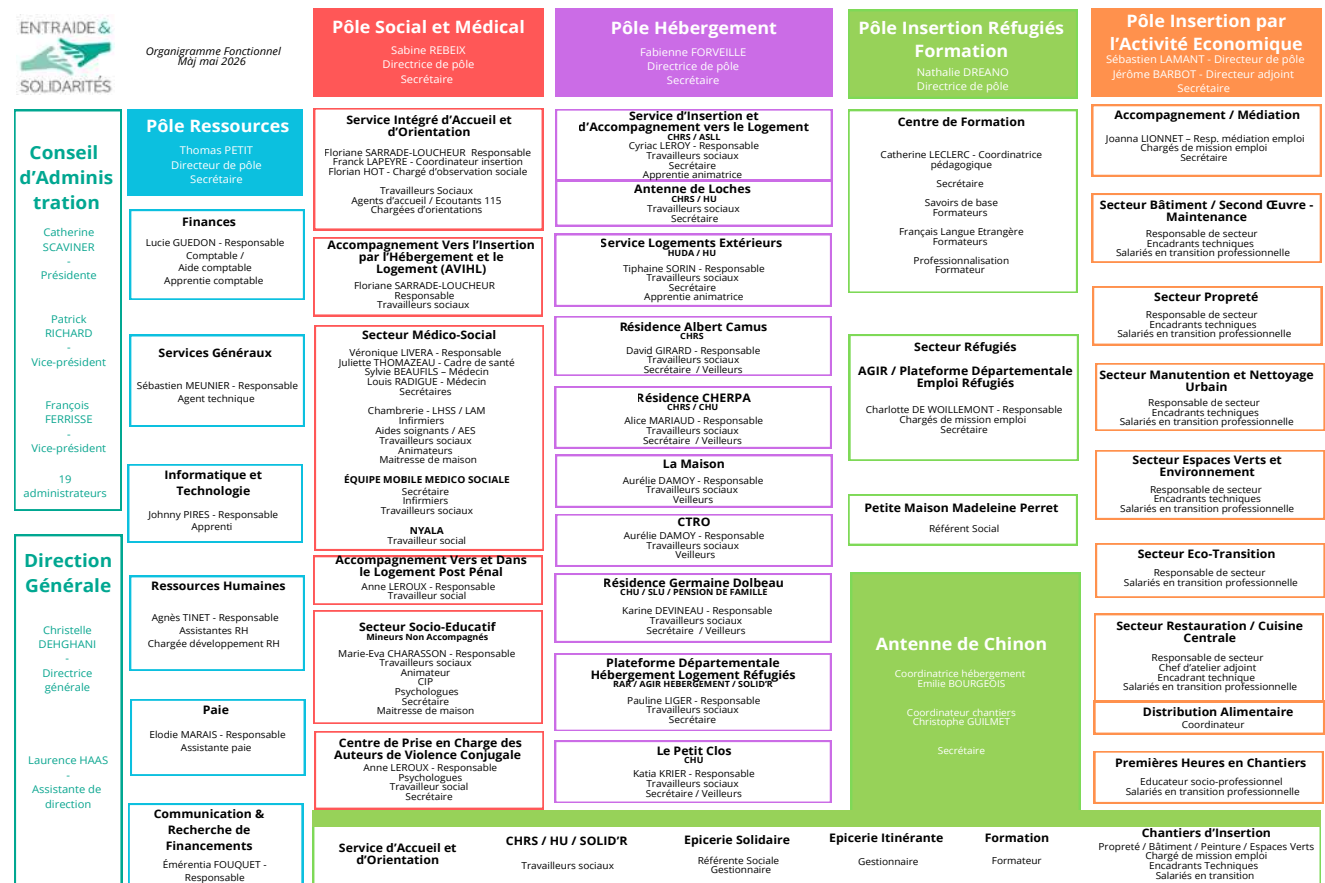 ENTRAIDE &
SOLIDARITÉS
Organigramme Fonctionnel
Màj mai 2026
Conseil
d’Adminis
tration
Catherine
SCAVINER
-
Présidente
Patrick
RICHARD
-
Vice-président
François
FERRISSE
-
Vice-président
19
administrateurs
Direction
Générale
Christelle
DEHGHANI
-
Directrice
générale
Laurence HAAS
-
Assistante de
direction
Pôle Ressources
Thomas PETIT
Directeur de pôle
Secrétaire
Finances
Lucie GUEDON - Responsable
Comptable /
Aide comptable
Apprentie comptable
Services Généraux
Sébastien MEUNIER - Responsable
Agent technique
Informatique et
Technologie
Johnny PIRES - Responsable
Apprenti
Ressources Humaines
Agnès TINET - Responsable
Assistantes RH
Chargée développement RH
Paie
Elodie MARAIS - Responsable
Assistante paie
Communication &
Recherche de
Financements
Émérentia FOUQUET -
Responsable
Pôle Social et Médical
Sabine REBEIX
Directrice de pôle
Secrétaire
Service Intégré d’Accueil et
d’Orientation
Floriane SARRADE-LOUCHEUR  Responsable
Franck LAPEYRE - Coordinateur insertion
Florian HOT - Chargé d’observation sociale
Travailleurs Sociaux
Agents d’accueil / Ecoutants 115
Chargées d’orientations
Accompagnement Vers l’Insertion
par l’Hébergement et le
Logement (AVIHL)
Floriane SARRADE-LOUCHEUR
Responsable
Travailleurs sociaux
Secteur Médico-Social
Véronique LIVERA - Responsable
Juliette THOMAZEAU - Cadre de santé
Sylvie BEAUFILS – Médecin
Louis RADIGUE - Médecin
Secrétaires
Chambrerie - LHSS / LAM
Infirmiers
Aides soignants / AES
Travailleurs sociaux
Animateurs
Maitresse de maison
ÉQUIPE MOBILE MEDICO SOCIALE
Secrétaire
Infirmiers
Travailleurs sociaux
NYALA
Travailleur social
Accompagnement Vers et Dans
le Logement Post Pénal
Anne LEROUX - Responsable
Travailleur social
Secteur Socio-Educatif
Mineurs Non Accompagnés
Marie-Eva CHARASSON - Responsable
Travailleurs sociaux
Animateur
CIP
Psychologues
Secrétaire
Maitresse de maison
Centre de Prise en Charge des
Auteurs de Violence Conjugale
Anne LEROUX - Responsable
Psychologues
Travailleur social
Secrétaire
Pôle Hébergement
Fabienne FORVEILLE
Directrice de pôle
Secrétaire
Service d’Insertion et
d’Accompagnement vers le Logement
CHRS / ASLL
Cyriac LEROY - Responsable
Travailleurs sociaux
Secrétaire
Apprentie animatrice
Antenne de Loches
CHRS / HU
Travailleurs sociaux
Secrétaire
Service Logements Extérieurs
HUDA / HU
Tiphaine SORIN - Responsable
Travailleurs sociaux
Secrétaire
Apprentie animatrice
Résidence Albert Camus
CHRS
David GIRARD - Responsable
Travailleurs sociaux
Secrétaire  / Veilleurs
Résidence CHERPA
CHRS / CHU
Alice MARIAUD - Responsable
Travailleurs sociaux
Secrétaire  / Veilleurs
La Maison
Aurélie DAMOY - Responsable
Travailleurs sociaux
Veilleurs
CTRO
Aurélie DAMOY - Responsable
Travailleurs sociaux
Veilleurs
Résidence Germaine Dolbeau
CHU / SLU / PENSION DE FAMILLE
Karine DEVINEAU - Responsable
Travailleurs sociaux
Secrétaire  / Veilleurs
Plateforme Départementale
Hébergement Logement Réfugiés
RAR / AGIR HEBERGEMENT / SOLID’R
Pauline LIGER - Responsable
Travailleurs sociaux
Secrétaire
Le Petit Clos
CHU
Katia KRIER - Responsable
Travailleurs sociaux
Secrétaire / Veilleurs
Pôle Insertion Réfugiés
Formation
Nathalie DREANO
Directrice de pôle
Centre de Formation
Catherine LECLERC - Coordinatrice
pédagogique
Secrétaire
Savoirs de base
Formateurs
Français Langue Etrangère
Formateurs
Professionnalisation
Formateur
Secteur Réfugiés
AGIR / Plateforme Départementale
Emploi Réfugiés
Charlotte DE WOILLEMONT - Responsable
Chargés de mission emploi
Secrétaire
Petite Maison Madeleine Perret
Référent Social
Antenne de Chinon
Coordinatrice hébergement
Emilie BOURGEOIS
Coordinateur chantiers
Christophe GUILMET
Secrétaire
Pôle Insertion par
l’Activité Economique
Sébastien LAMANT - Directeur de pôle
Jérôme BARBOT - Directeur adjoint
Secrétaire
Accompagnement / Médiation
Joanna LIONNET – Resp. médiation emploi
Chargés de mission emploi
Secrétaire
Secteur Bâtiment / Second Œuvre -
Maintenance
Responsable de secteur
Encadrants techniques
Salariés en transition professionnelle
Secteur Propreté
Responsable de secteur
Encadrants techniques
Salariés en transition professionnelle
Secteur Manutention et Nettoyage
Urbain
Responsable de secteur
Encadrants techniques
Salariés en transition professionnelle
Secteur Espaces Verts et
Environnement
Responsable de secteur
Encadrants techniques
Salariés en transition professionnelle
Secteur Eco-Transition
Responsable de secteur
Salariés en transition professionnelle
Secteur Restauration / Cuisine
Centrale
Responsable de secteur
Chef d’atelier adjoint
Encadrant technique
Salariés en transition professionnelle
Distribution Alimentaire
Coordinateur
Premières Heures en Chantiers
Educateur socio-professionnel
Salariés en transition professionnelle
Service d’Accueil et
d’Orientation
CHRS / HU / SOLID’R
Travailleurs sociaux
Epicerie Solidaire
Référente Sociale
Gestionnaire
Epicerie Itinérante
Gestionnaire
Formation
Formateur
Chantiers d’Insertion
Propreté / Bâtiment / Peinture / Espaces Verts
Chargé de mission emploi
Encadrants Techniques
Salariés en transition